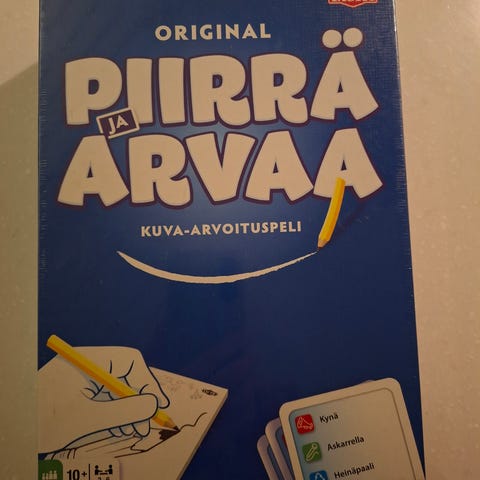 ORIGINAL
PIIRRÄ
JA
ARVAA
KUVA-ARVOITUSPELI
Kynä
Askarrella
Heinäpaali
10+